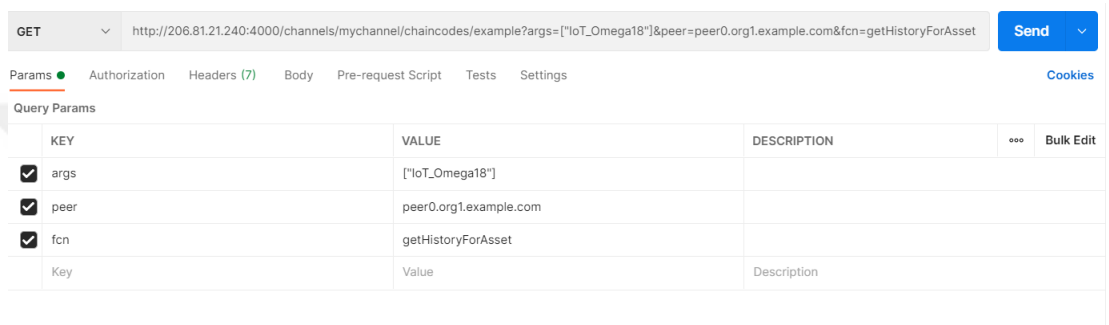 GET http://206.81.21.240:4000/channels/mychannel/chaincodes/example?args=["IoT_Omega18"]&peer=peer0.org1.example.com&fcn=getHistoryForAsset Send
Params Authorization Headers (7) Body Pre-request Script Tests Settings Cookies
Query Params
KEY VALUE DESCRIPTION ooo Bulk Edit
args ["IoT_Omega18"]
peer peer0.org1.example.com
fcn getHistoryForAsset
Key Value Description